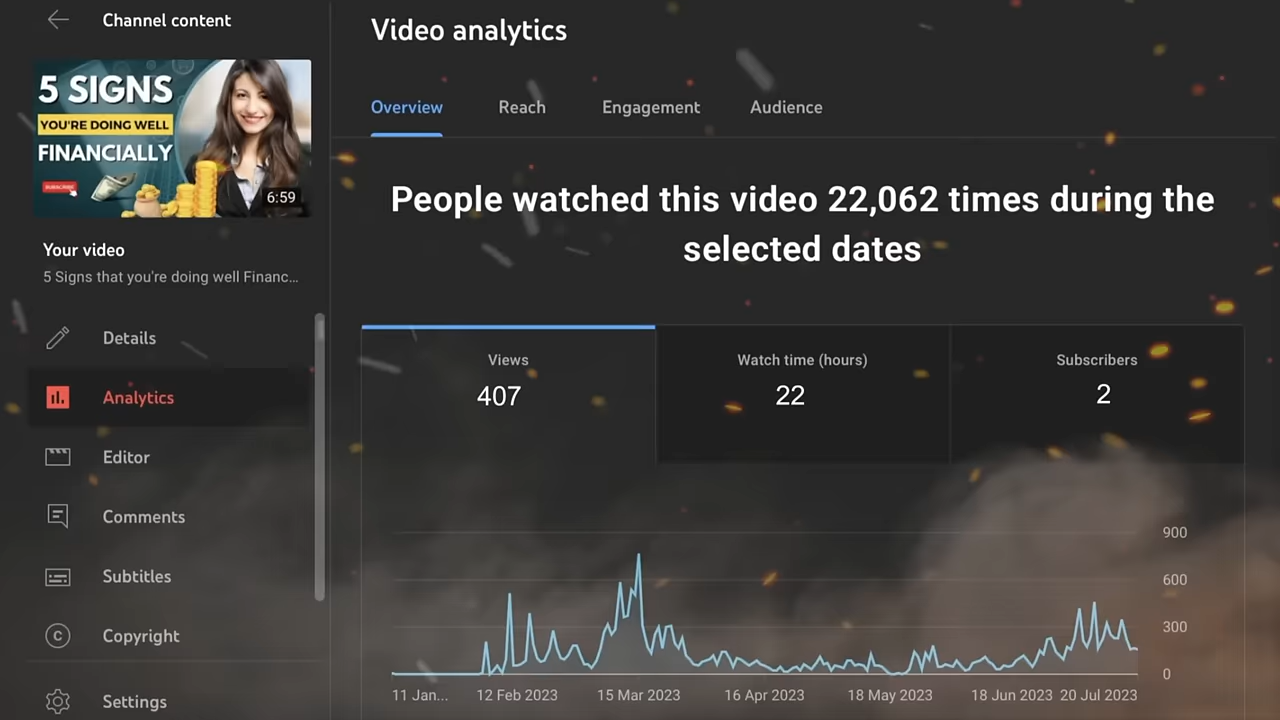 Channel content
5 SIGNS
YOU'RE DOING WELL
FINANCIALLY
SUBSCRIBE
6:59
Your video
5 Signs that you're doing well Financ...
Details
Analytics
Editor
Comments
Subtitles
Copyright
Settings
Video analytics
Overview
Reach
Engagement
Audience
People watched this video 22,062 times during the
selected dates
Views
407
Watch time (hours)
22
Subscribers
2
900
600
300
0
11 Jan...
12 Feb 2023
15 Mar 2023
16 Apr 2023
18 May 2023
18 Jun 2023
20 Jul 2023